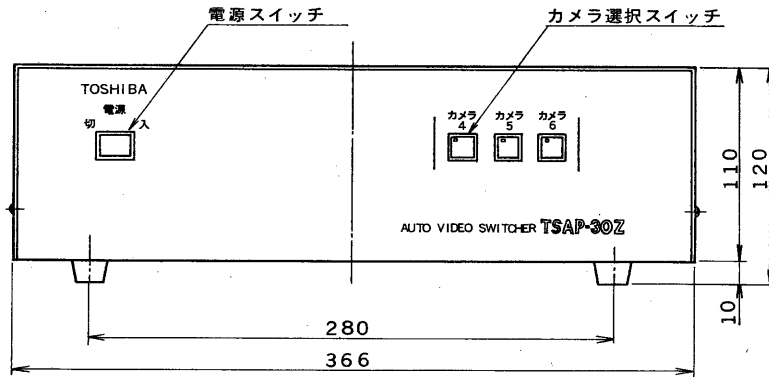 電源スイッチ
カメラ選択スイッチ
TOSHIBA
電源
切 入
カメラ カメラ カメラ
4 5 6
AUTO VIDEO SWITCHER TSAP-30Z
110
120
10
280
366